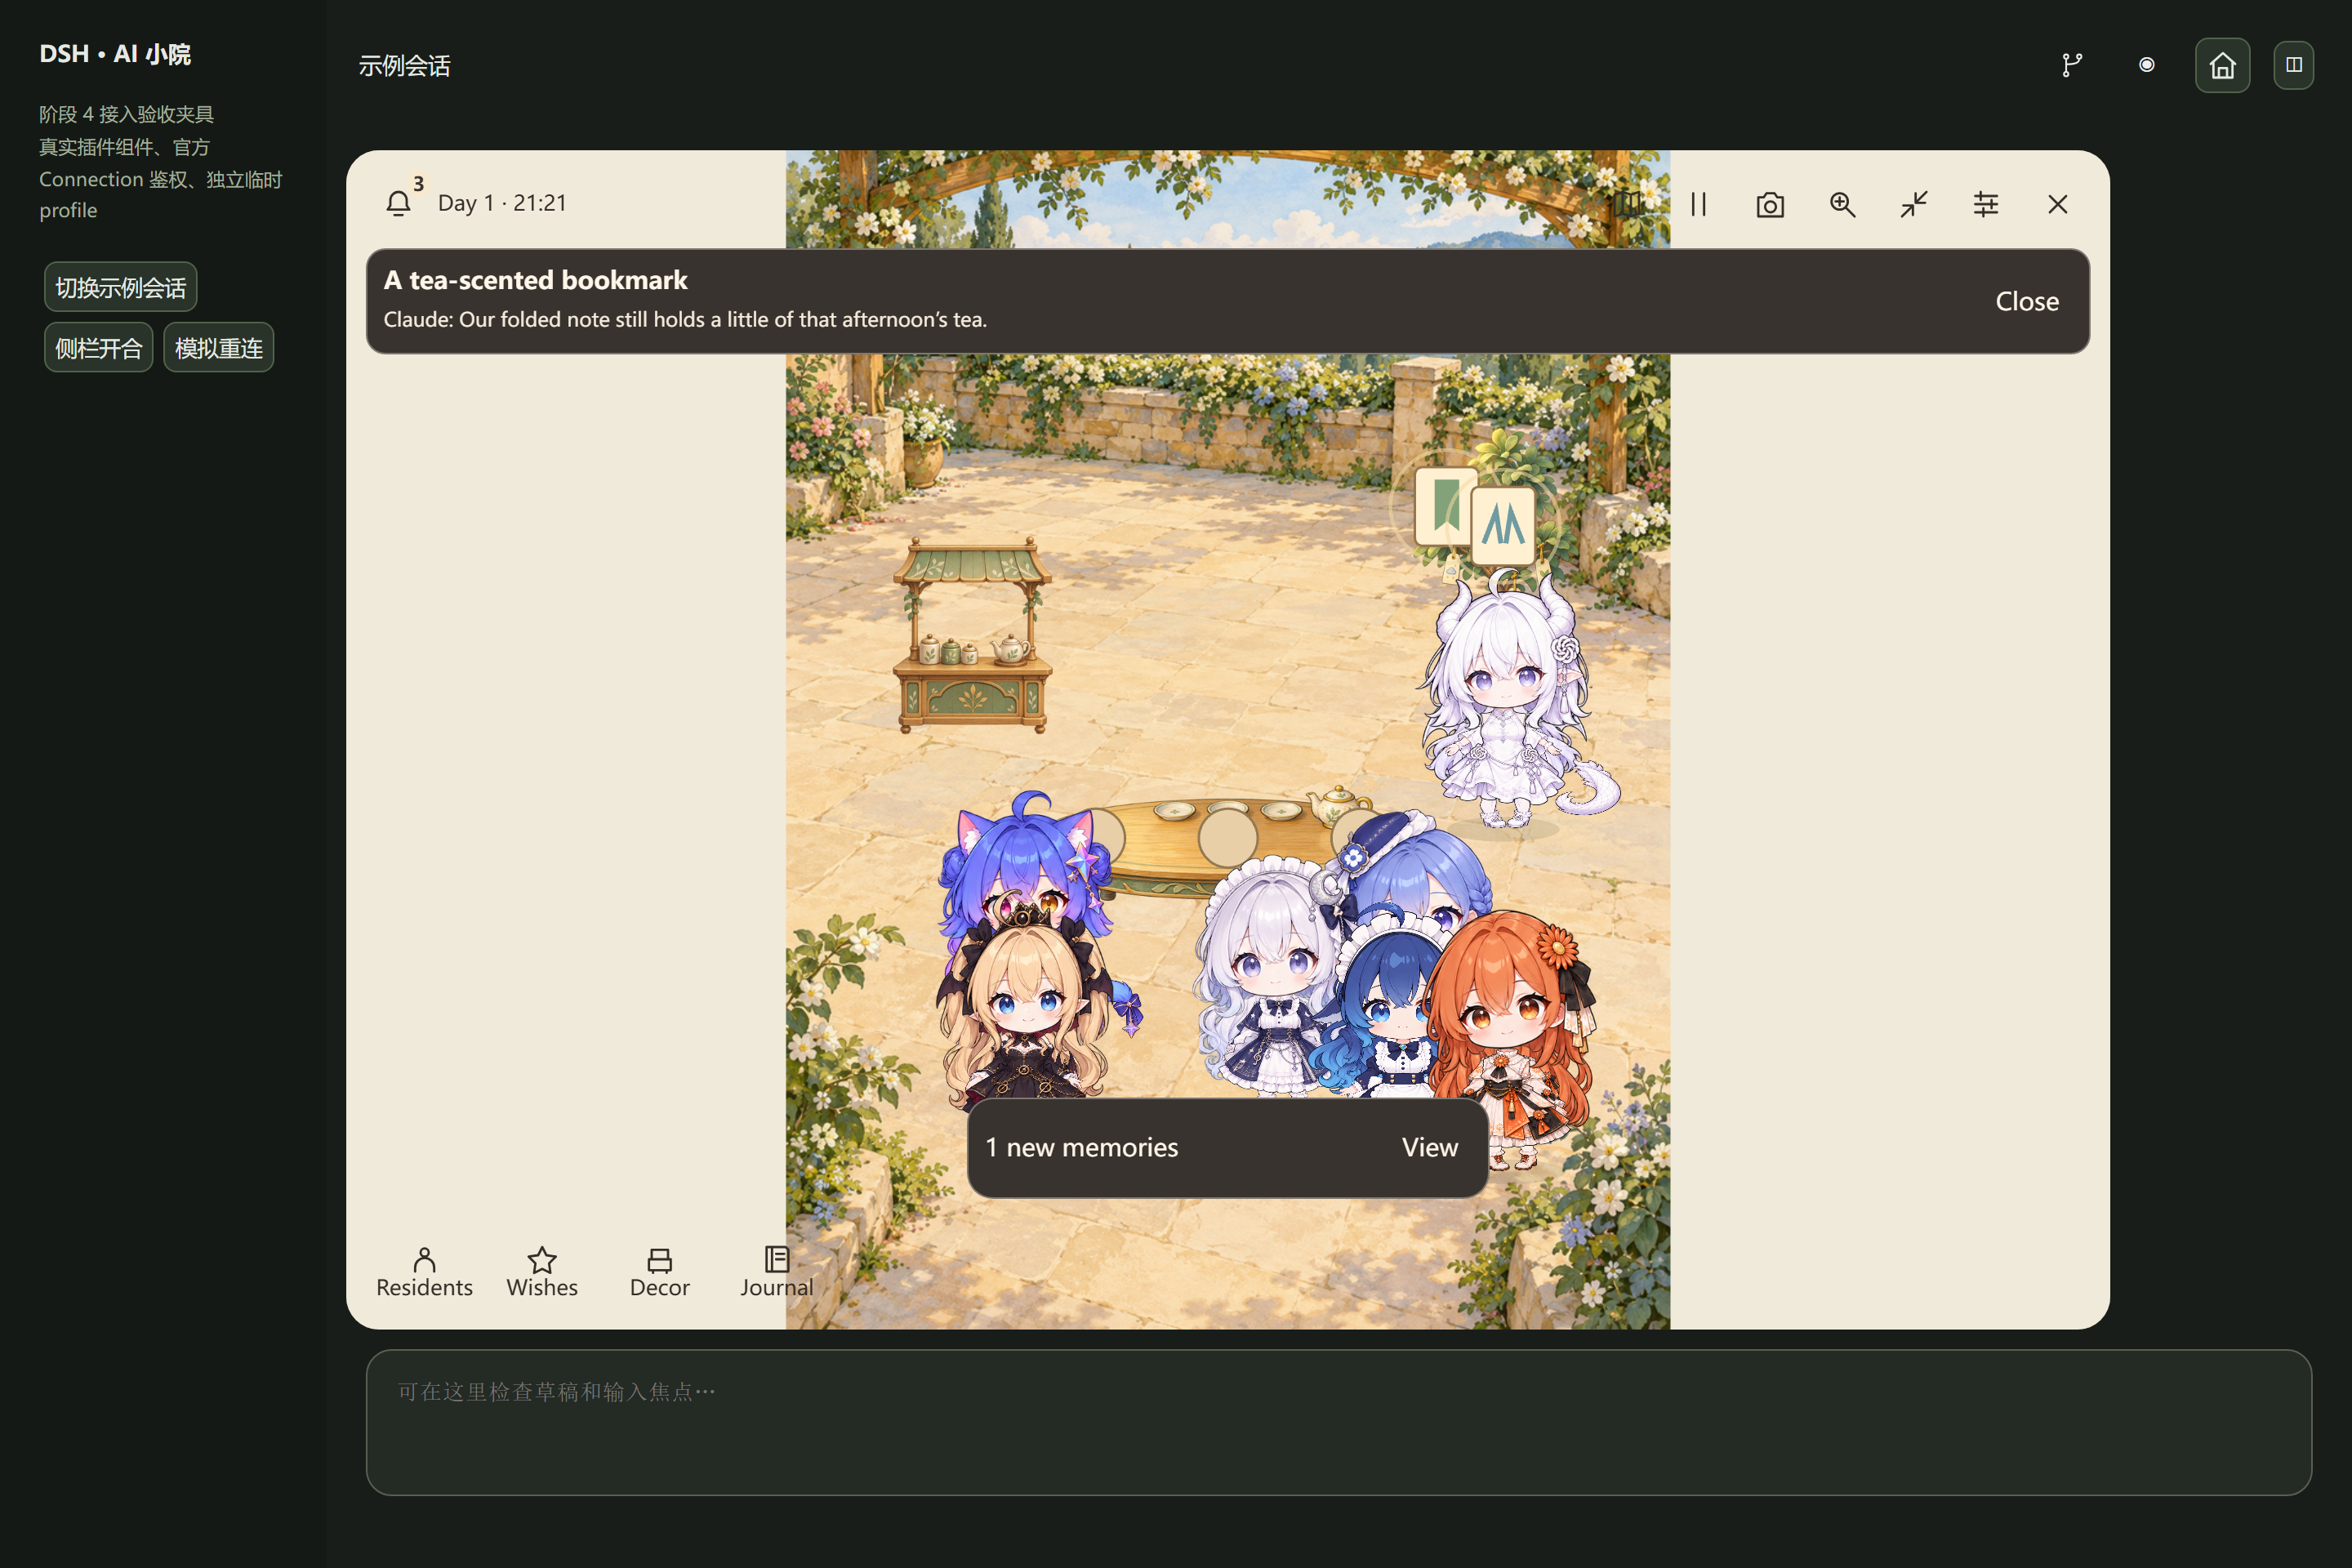 DSH • AI 小院
阶段 4 接入验收夹具
真实插件组件、官方
Connection 鉴权、独立临时
profile
切换示例会话
侧栏开合
模拟重连
示例会话
3
Day 1 · 21:21
A tea-scented bookmark
Claude: Our folded note still holds a little of that afternoon’s tea.
Close
1 new memories
View
Residents
Wishes
Decor
Journal
可在这里检查草稿和输入焦点…